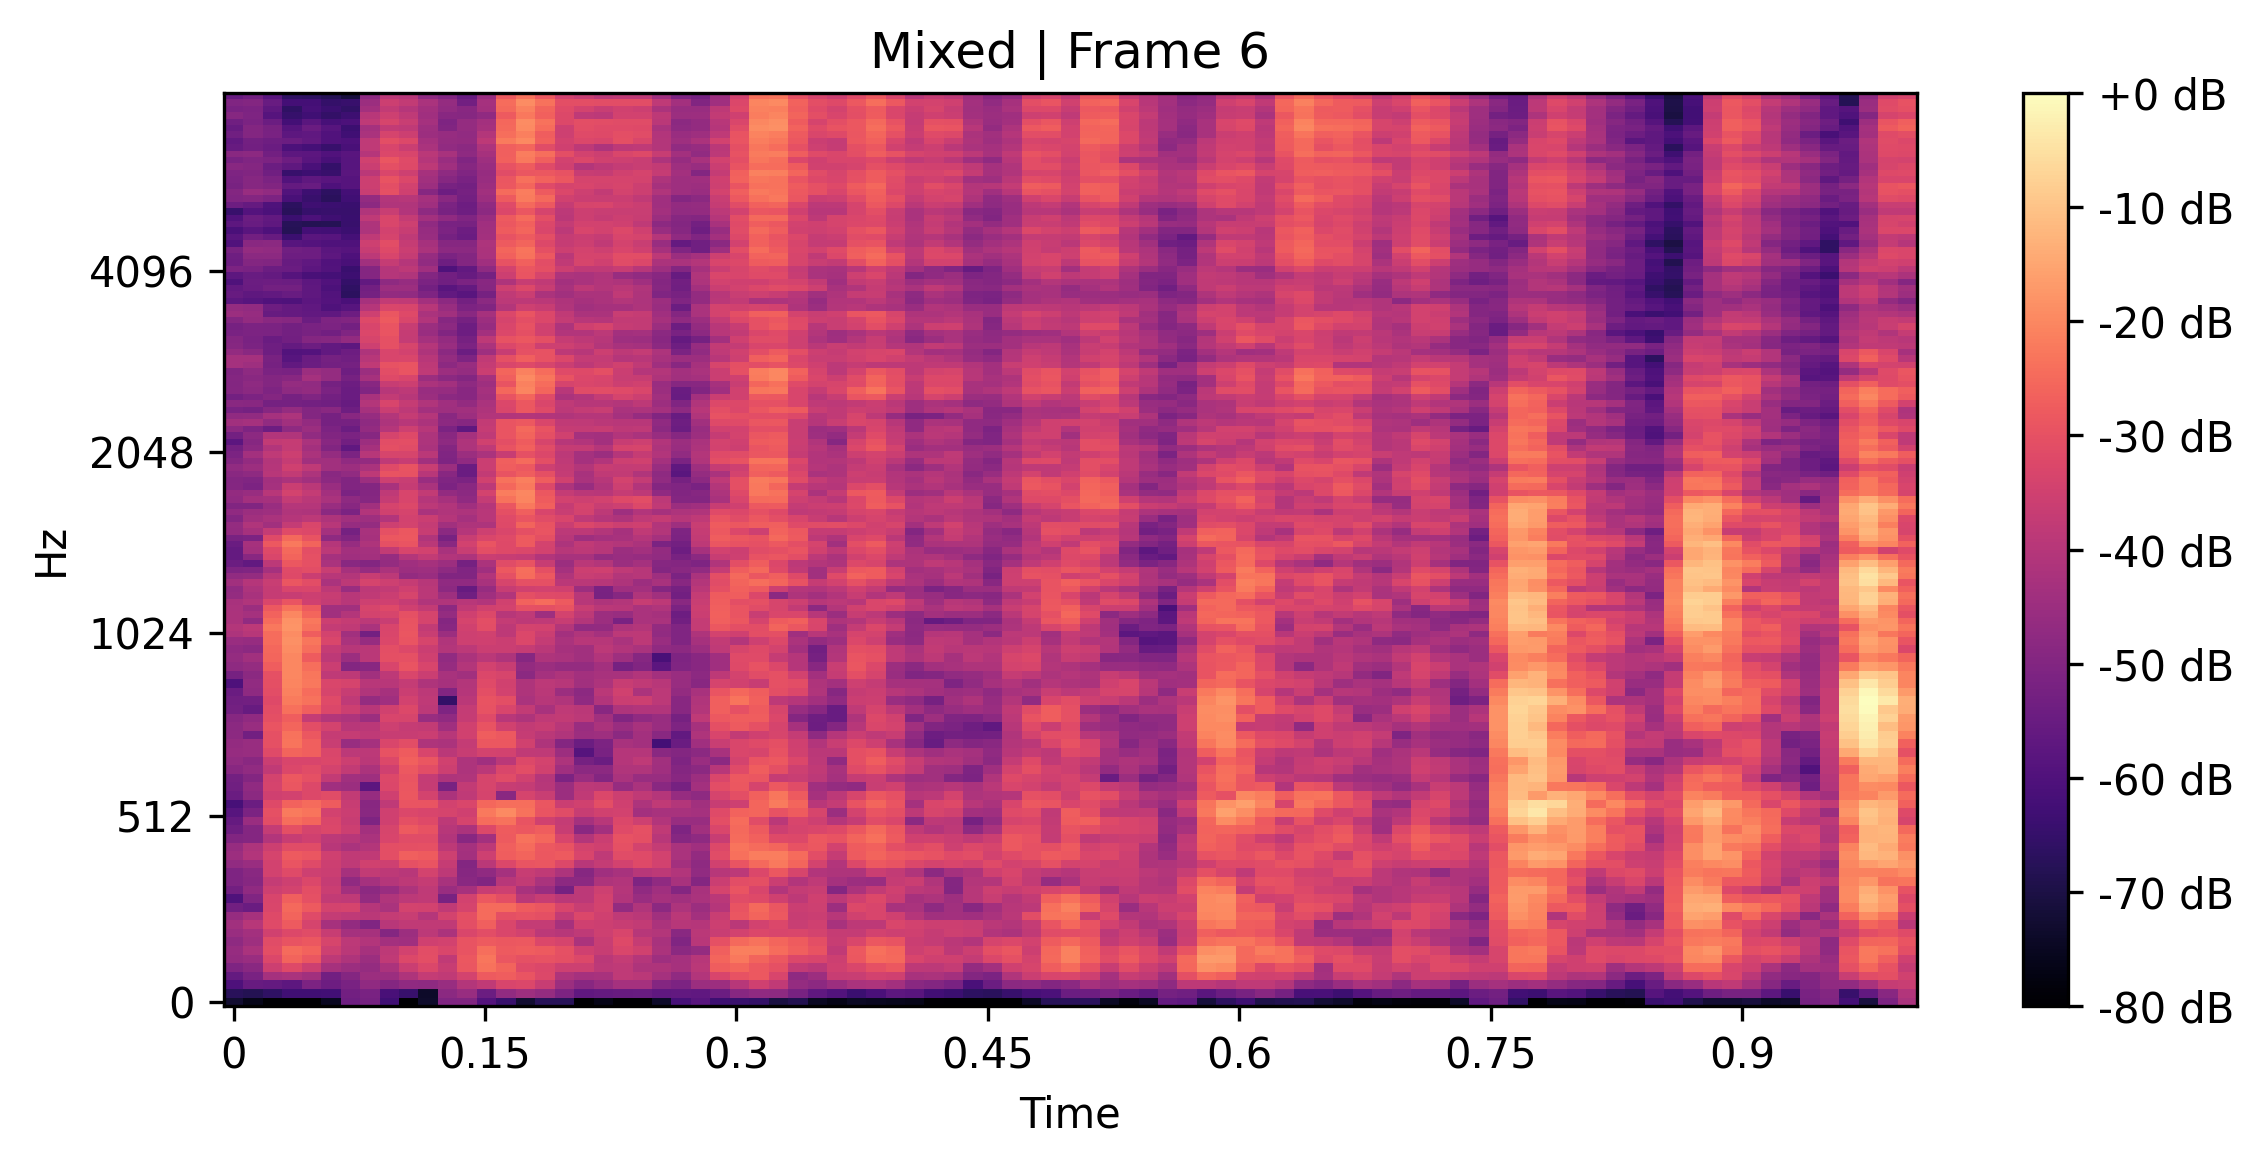 Mixed | Frame 6
Hz
4096
2048
1024
512
0
0 0.15 0.3 0.45 0.6 0.75 0.9
Time
+0 dB
-10 dB
-20 dB
-30 dB
-40 dB
-50 dB
-60 dB
-70 dB
-80 dB